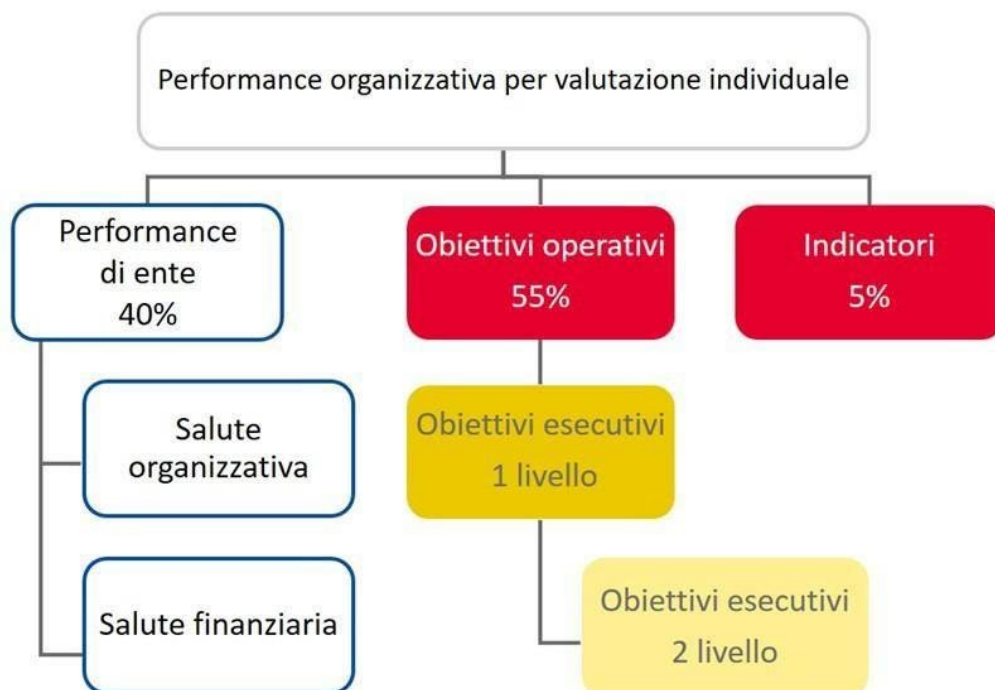 Performance organizzativa per valutazione individuale
Performance
di ente
40%
Obiettivi operativi
55%
Indicatori
5%
Salute
organizzativa
Obiettivi esecutivi
1 livello
Salute finanziaria
Obiettivi esecutivi
2 livello